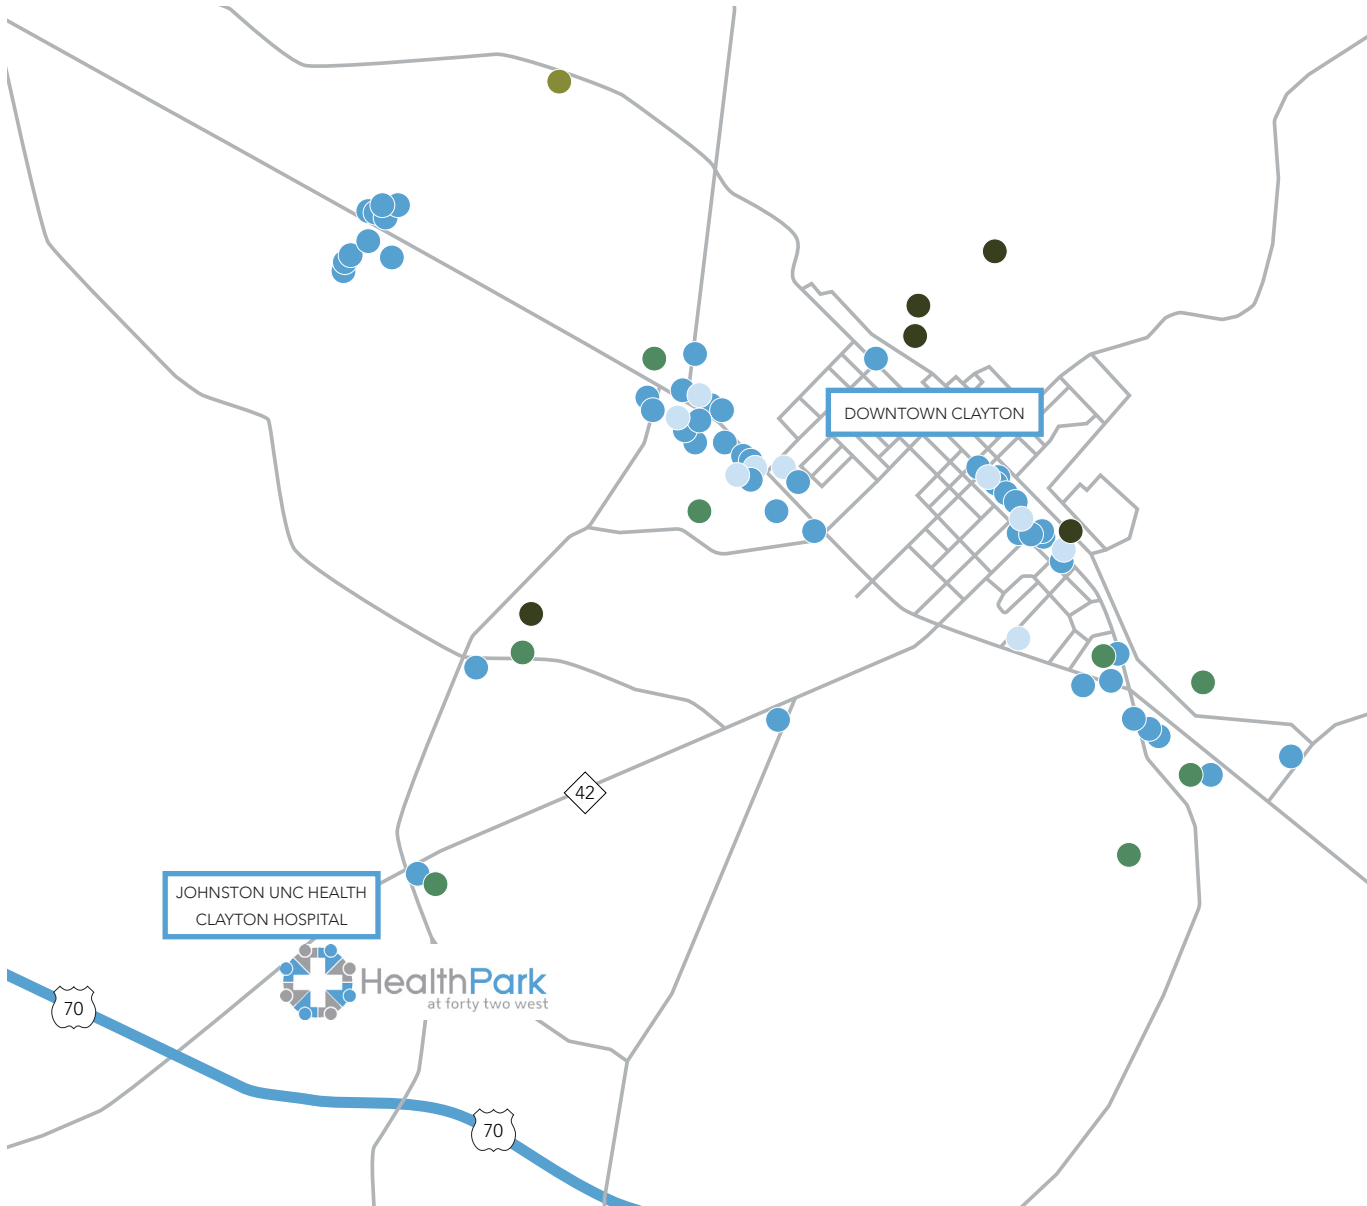 DOWNTOWN CLAYTON
42
JOHNSTON UNC HEALTH
CLAYTON HOSPITAL
HealthPark
at forty two west
70
70